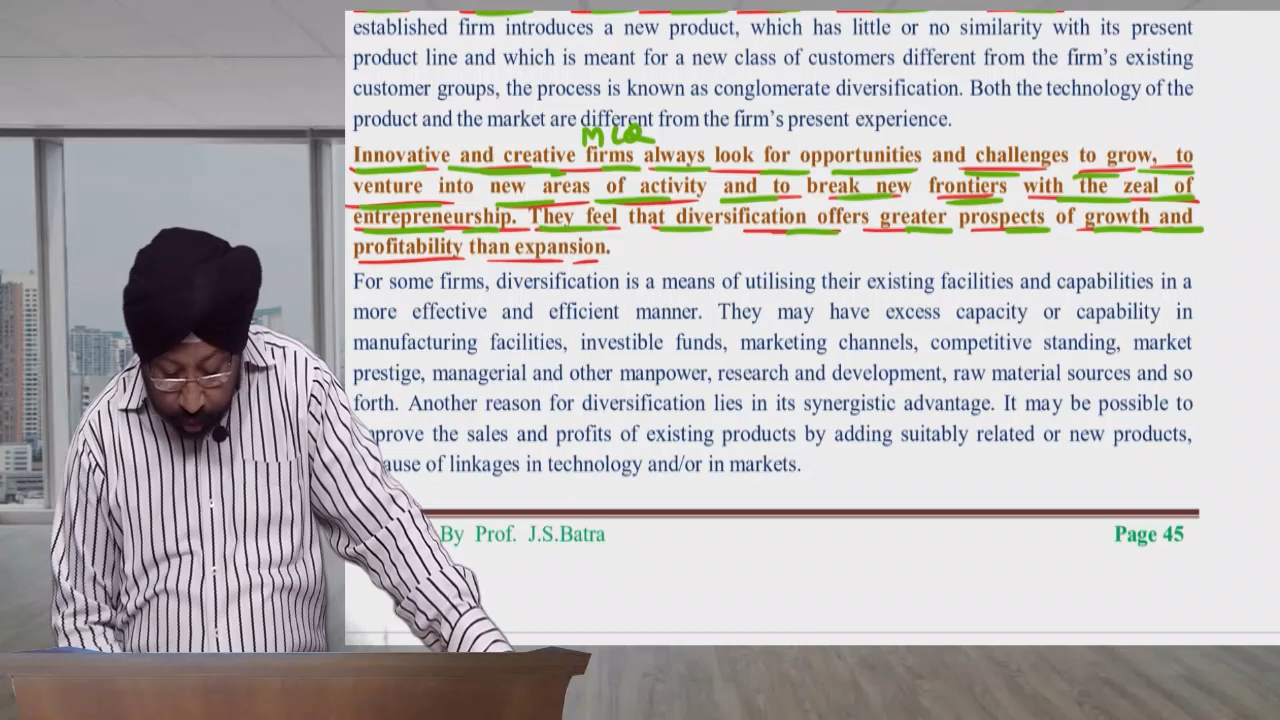 established firm introduces a new product, which has little or no similarity with its present
product line and which is meant for a new class of customers different from the firm's existing
customer groups, the process is known as conglomerate diversification. Both the technology of the
product and the market are different from the firm's present experience.
MCQ
Innovative and creative firms always look for opportunities and challenges to grow, to
venture into new areas of activity and to break new frontiers with the zeal of
entrepreneurship. They feel that diversification offers greater prospects of growth and
profitability than expansion.
For some firms, diversification is a means of utilising their existing facilities and capabilities in a
more effective and efficient manner. They may have excess capacity or capability in
manufacturing facilities, investible funds, marketing channels, competitive standing, market
prestige, managerial and other manpower, research and development, raw material sources and so
forth. Another reason for diversification lies in its synergistic advantage. It may be possible to
prove the sales and profits of existing products by adding suitably related or new products,
ause of linkages in technology and/or in markets.
By Prof. J.S.Batra
Page 45